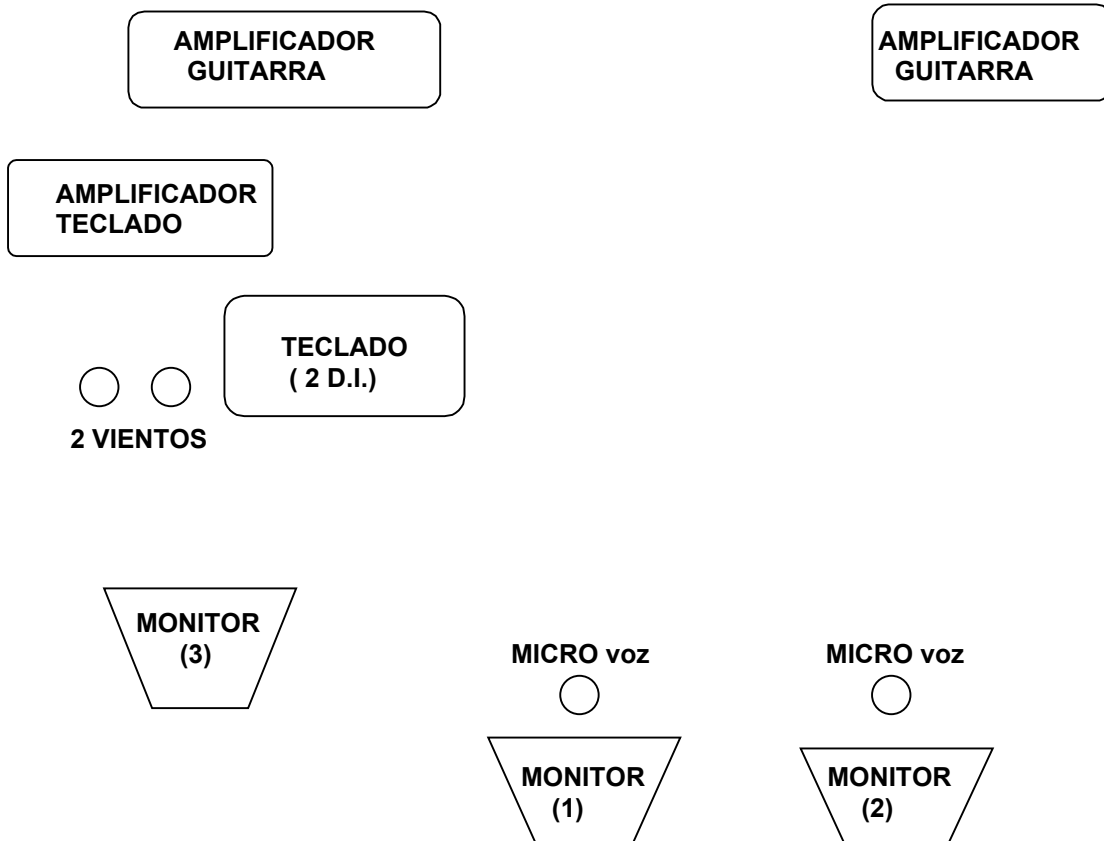 AMPLIFICADOR
GUITARRA
AMPLIFICADOR
GUITARRA
AMPLIFICADOR
TECLADO
TECLADO
( 2 D.I.)
2 VIENTOS
MONITOR
(3)
MICRO voz
MICRO voz
MONITOR
(1)
MONITOR
(2)